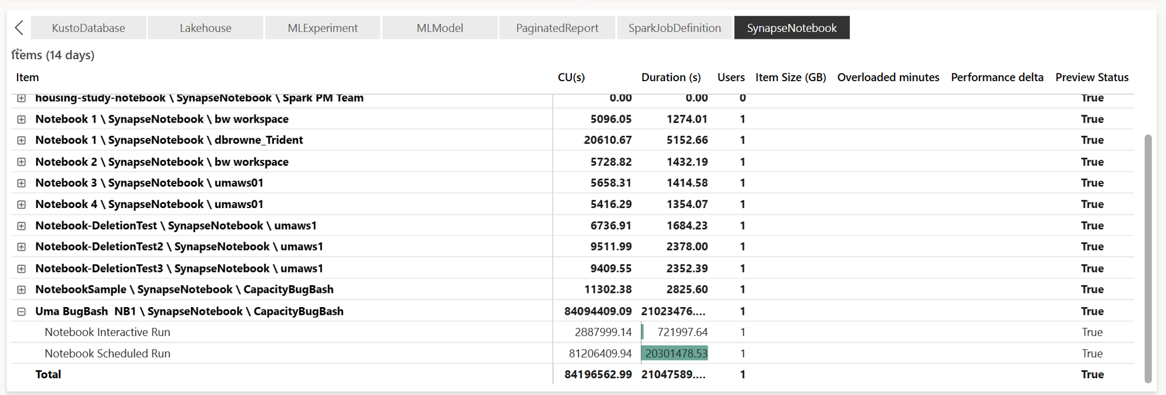 KustoDatabase Lakehouse MLExperiment MLModel PaginatedReport SparkJobDefinition SynapseNotebook
Items (14 days)
Item CU(s) Duration (s) Users Item Size (GB) Overloaded minutes Performance delta Preview Status
housing-study-notebook \ SynapseNotebook \ Spark PM Team 0.00 0.00 0 True
Notebook 1 \ SynapseNotebook \ bw workspace 5096.05 1274.01 1 True
Notebook 1 \ SynapseNotebook \ dbrowne_Trident 20610.67 5152.66 1 True
Notebook 2 \ SynapseNotebook \ bw workspace 5728.82 1432.19 1 True
Notebook 3 \ SynapseNotebook \ umaws01 5658.31 1414.58 1 True
Notebook 4 \ SynapseNotebook \ umaws01 5416.29 1354.07 1 True
Notebook-DeletionTest \ SynapseNotebook \ umaws1 6736.91 1684.23 1 True
Notebook-DeletionTest2 \ SynapseNotebook \ umaws1 9511.99 2378.00 1 True
Notebook-DeletionTest3 \ SynapseNotebook \ umaws1 9409.55 2352.39 1 True
NotebookSample \ SynapseNotebook \ CapacityBugBash 11302.38 2825.60 1 True
Uma BugBash NB1 \ SynapseNotebook \ CapacityBugBash 84094409.09 21023476.... 1 True
Notebook Interactive Run 2887999.14 721997.64 1 True
Notebook Scheduled Run 81206409.94 20301478.53 1 True
Total 84196562.99 21047589.... 1 True